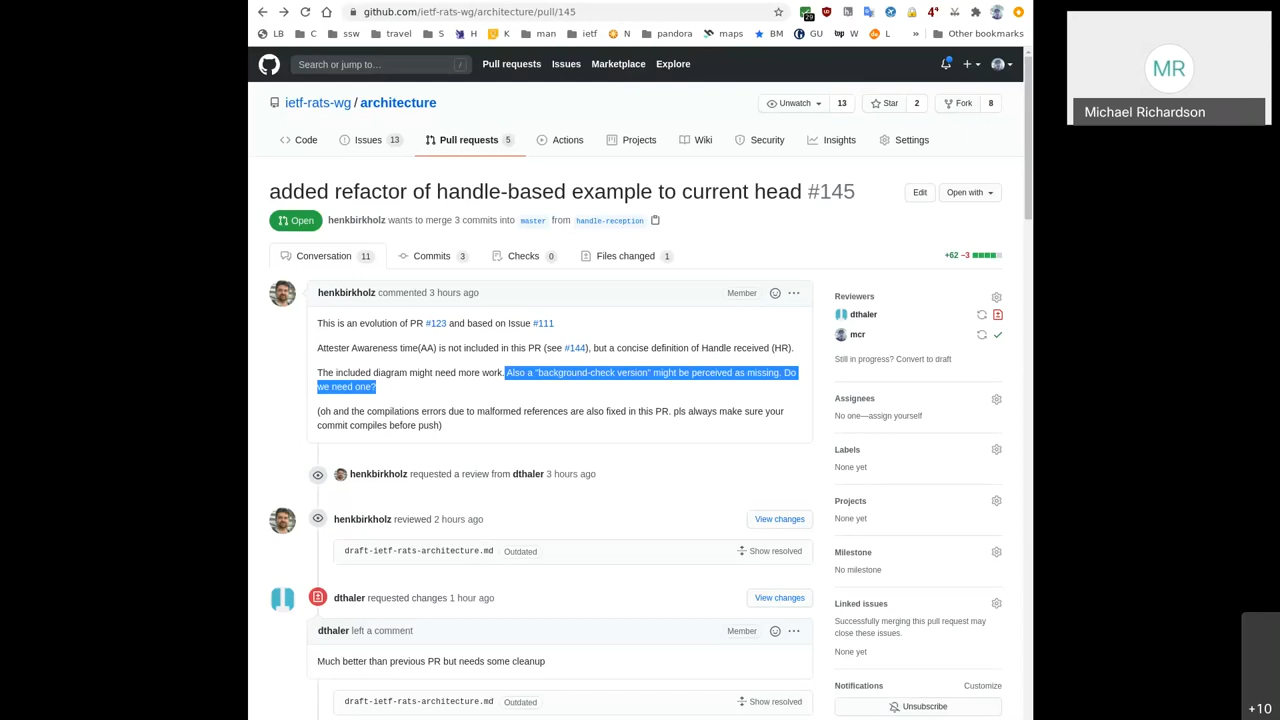 github.com/ietf-rats-wg/architecture/pull/145
29
4⁹
LB C ssw travel S H K man ietf N pandora maps BM GU WP L » Other bookmarks
Search or jump to… /
Pull requests Issues Marketplace Explore
ietf-rats-wg / architecture
Unwatch 13 Star 2 Fork 8
Code Issues 13 Pull requests 5 Actions Projects Wiki Security Insights Settings
added refactor of handle-based example to current head #145
Edit Open with
Open henkbirkholz wants to merge 3 commits into master from handle-reception
Conversation 11 Commits 3 Checks 0 Files changed 1 +62 −3
henkbirkholz commented 3 hours ago Member
This is an evolution of PR #123 and based on Issue #111
Attester Awareness time(AA) is not included in this PR (see #144), but a concise definition of Handle received (HR).
The included diagram might need more work. Also a "background-check version" might be perceived as missing. Do
we need one?
(oh and the compilations errors due to malformed references are also fixed in this PR. pls always make sure your
commit compiles before push)
henkbirkholz requested a review from dthaler 3 hours ago
henkbirkholz reviewed 2 hours ago View changes
draft-ietf-rats-architecture.md Outdated Show resolved
dthaler requested changes 1 hour ago View changes
dthaler left a comment Member
Much better than previous PR but needs some cleanup
draft-ietf-rats-architecture.md Outdated Show resolved
Reviewers
dthaler
mcr
Still in progress? Convert to draft
Assignees
No one—assign yourself
Labels
None yet
Projects
None yet
Milestone
No milestone
Linked issues
Successfully merging this pull request may
close these issues.
None yet
Notifications Customize
Unsubscribe
MR
Michael Richardson
+10